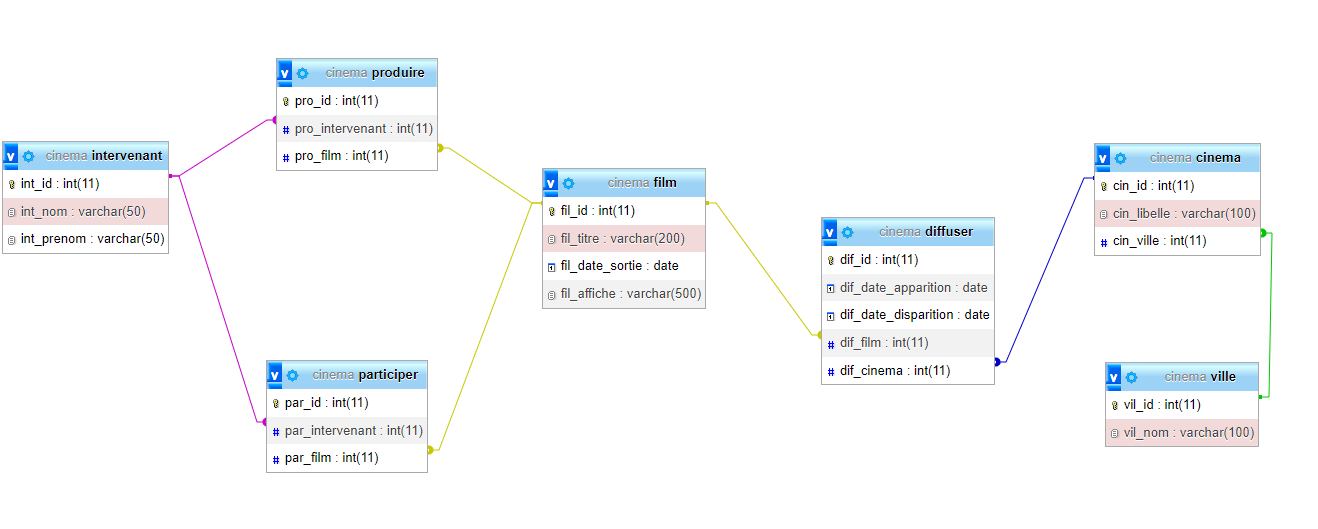 cinema produire
pro_id : int(11)
pro_intervenant : int(11)
pro_film : int(11)
cinema intervenant
int_id : int(11)
int_nom : varchar(50)
int_prenom : varchar(50)
cinema participer
par_id : int(11)
par_intervenant : int(11)
par_film : int(11)
cinema film
fil_id : int(11)
fil_titre : varchar(200)
fil_date_sortie : date
fil_affiche : varchar(500)
cinema diffuser
dif_id : int(11)
dif_date_apparition : date
dif_date_disparition : date
dif_film : int(11)
dif_cinema : int(11)
cinema cinema
cin_id : int(11)
cin_libelle : varchar(100)
cin_ville : int(11)
cinema ville
vil_id : int(11)
vil_nom : varchar(100)